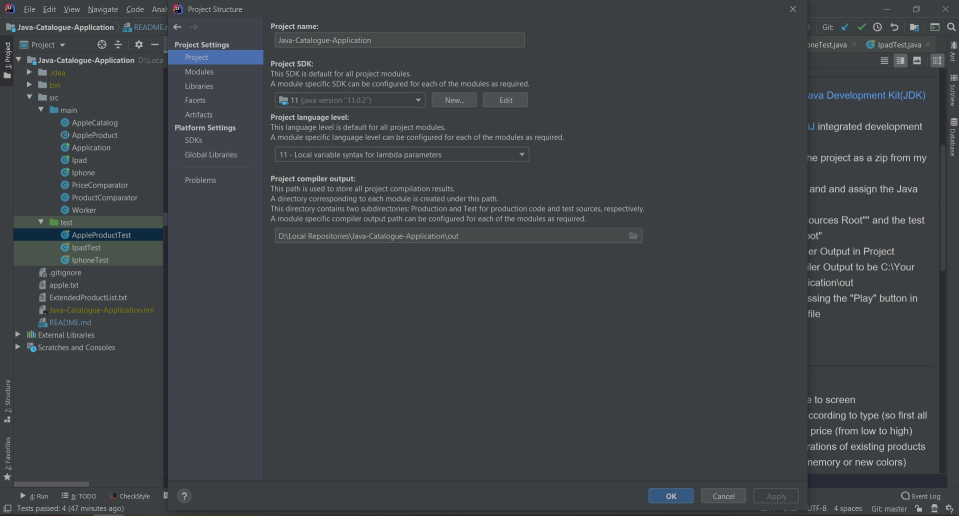 File Edit View Navigate Code
Project Structure
Java-Catalogue-Application
Git:
Project
IpadTest.java
Java-Catalogue-Application
.idea
bin
src
main
AppleCatalog
AppleProduct
Application
Ipad
Iphone
PriceComparator
ProductComparator
Worker
test
AppleProductTest
IpadTest
IphoneTest
.gitignore
apple.txt
ExtendedProductList.txt
Java-Catalogue-Application.iml
README.md
External Libraries
Scratches and Consoles
1: Project
Z: Structure
2: Favorites
Project Settings
Project
Modules
Libraries
Facets
Artifacts
Platform Settings
SDKs
Global Libraries
Problems
Project name:
Java-Catalogue-Application
Project SDK:
This SDK is default for all project modules.
A module specific SDK can be configured for each of the modules as required.
11 (java version "11.0.2")
New...
Edit
Project language level:
This language level is default for all project modules.
A module specific language level can be configured for each of the modules as required.
11 - Local variable syntax for lambda parameters
Project compiler output:
This path is used to store all project compilation results.
A directory corresponding to each module is created under this path.
This directory contains two subdirectories: Production and Test for production code and test sources, respectively.
A module specific compiler output path can be configured for each of the modules as required.
D:\Local Repositories\Java-Catalogue-Application\out
?
OK
Cancel
Apply
ava Development Kit(JDK)
IJ integrated development
he project as a zip from my
and and assign the Java
ources Root"" and the test
oot"
er Output in Project
iler Output to be C:\Your
ication\out
ssing the "Play" button in
file
e to screen
ccording to type (so first all
price (from low to high)
rations of existing products
memory or new colors)
Ant
SciView
Database
4: Run
6: TODO
CheckStyle
Event Log
Tests passed: 4 (47 minutes ago)
UTF-8
4 spaces
Git: master